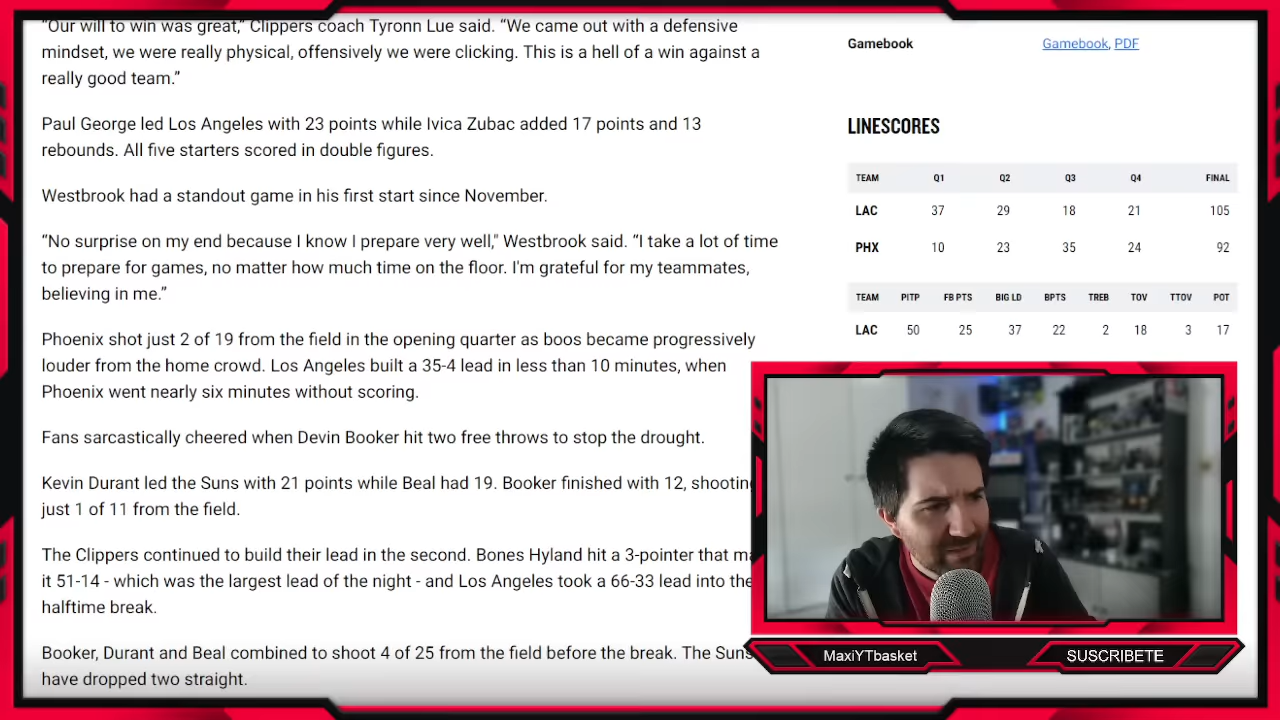 “Our will to win was great,” Clippers coach Tyronn Lue said. “We came out with a defensive
mindset, we were really physical, offensively we were clicking. This is a hell of a win against a
really good team.”
Paul George led Los Angeles with 23 points while Ivica Zubac added 17 points and 13
rebounds. All five starters scored in double figures.
Westbrook had a standout game in his first start since November.
“No surprise on my end because I know I prepare very well," Westbrook said. “I take a lot of time
to prepare for games, no matter how much time on the floor. I'm grateful for my teammates,
believing in me.”
Phoenix shot just 2 of 19 from the field in the opening quarter as boos became progressively
louder from the home crowd. Los Angeles built a 35-4 lead in less than 10 minutes, when
Phoenix went nearly six minutes without scoring.
Fans sarcastically cheered when Devin Booker hit two free throws to stop the drought.
Kevin Durant led the Suns with 21 points while Beal had 19. Booker finished with 12, shooting
just 1 of 11 from the field.
The Clippers continued to build their lead in the second. Bones Hyland hit a 3-pointer that
it 51-14 - which was the largest lead of the night - and Los Angeles took a 66-33 lead into the
halftime break.
Booker, Durant and Beal combined to shoot 4 of 25 from the field before the break. The Suns
have dropped two straight.
Gamebook Gamebook, PDF
LINESCORES
TEAM Q1 Q2 Q3 Q4 FINAL
LAC 37 29 18 21 105
PHX 10 23 35 24 92
TEAM PITP FB PTS BIG LD BPTS TREB TOV TTOV POT
LAC 50 25 37 22 2 18 3 17
MaxiYTbasket SUSCRIBETE